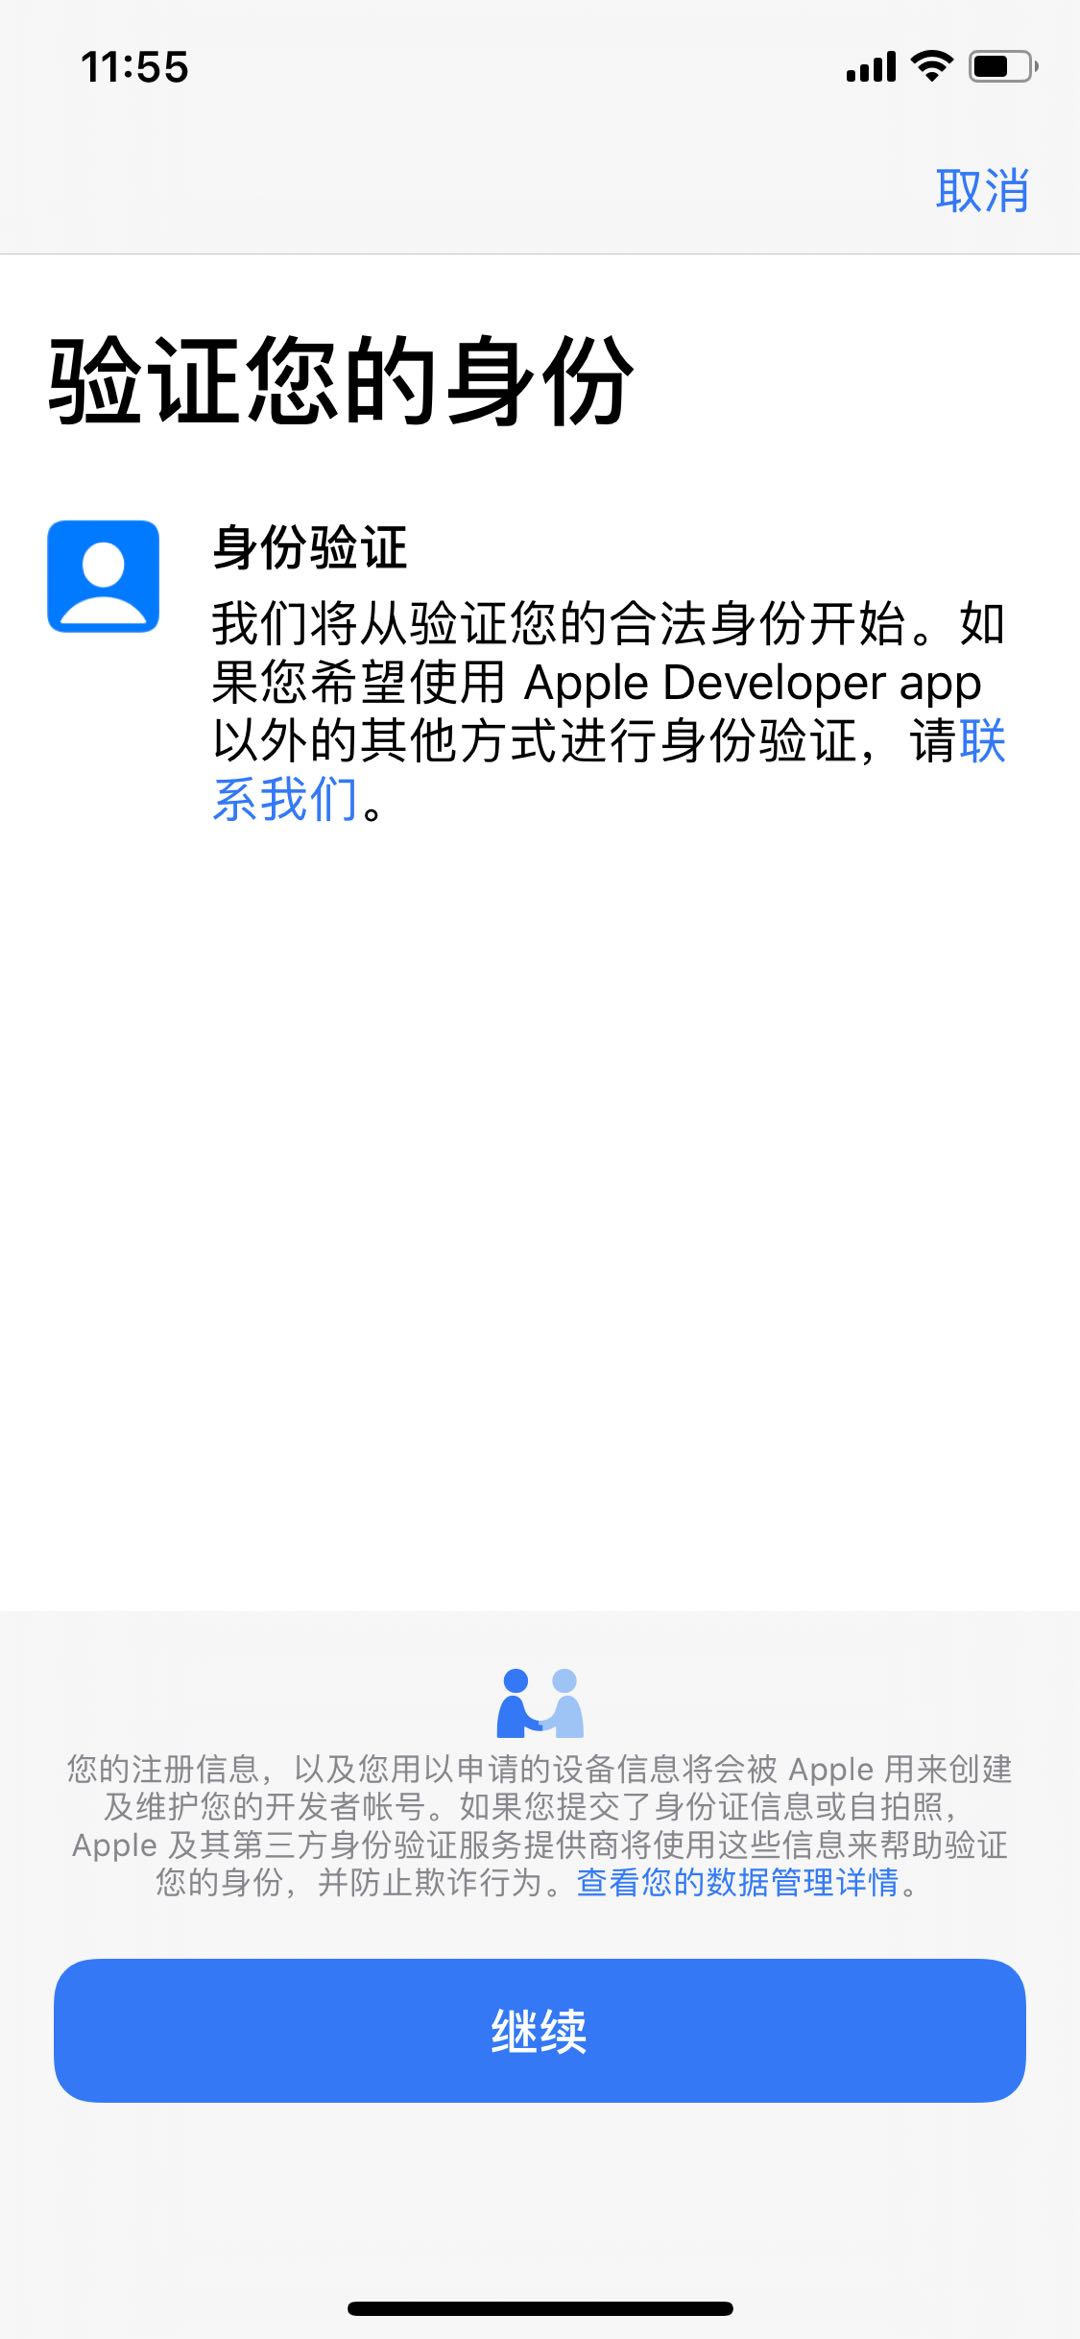 11:55
取消
验证您的身份
身份验证
我们将从验证您的合法身份开始。如
果您希望使用 Apple Developer app
以外的其他方式进行身份验证，请联
系我们。
您的注册信息，以及您用以申请的设备信息将会被 Apple 用来创建
及维护您的开发者帐号。如果您提交了身份证信息或自拍照，
Apple 及其第三方身份验证服务提供商将使用这些信息来帮助验证
您的身份，并防止欺诈行为。查看您的数据管理详情。
继续